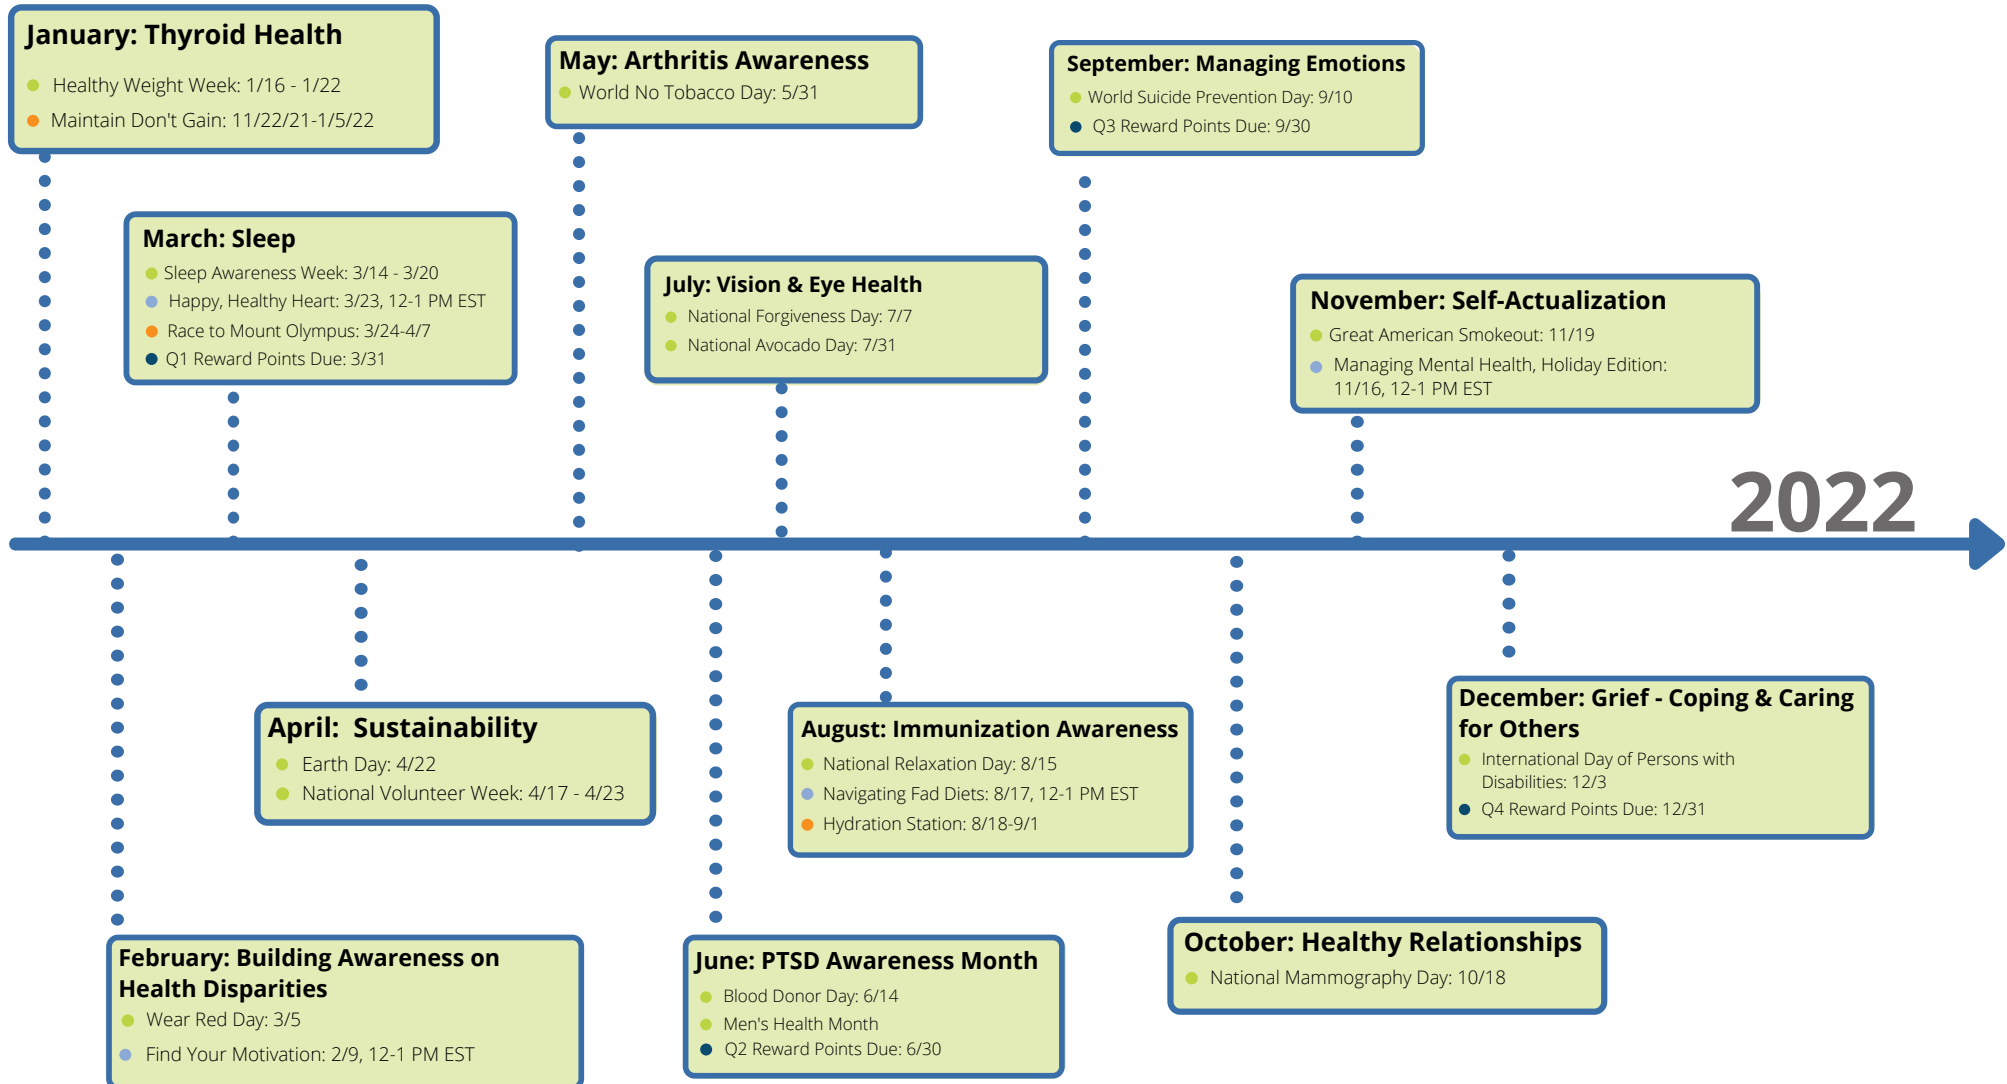 January: Thyroid Health
Healthy Weight Week: 1/16 - 1/22
Maintain Don't Gain: 11/22/21-1/5/22
May: Arthritis Awareness
World No Tobacco Day: 5/31
September: Managing Emotions
World Suicide Prevention Day: 9/10
Q3 Reward Points Due: 9/30
March: Sleep
Sleep Awareness Week: 3/14 - 3/20
Happy, Healthy Heart: 3/23, 12-1 PM EST
Race to Mount Olympus: 3/24-4/7
Q1 Reward Points Due: 3/31
July: Vision & Eye Health
National Forgiveness Day: 7/7
National Avocado Day: 7/31
November: Self-Actualization
Great American Smokeout: 11/19
Managing Mental Health, Holiday Edition:
11/16, 12-1 PM EST
2022
April: Sustainability
Earth Day: 4/22
National Volunteer Week: 4/17 - 4/23
August: Immunization Awareness
National Relaxation Day: 8/15
Navigating Fad Diets: 8/17, 12-1 PM EST
Hydration Station: 8/18-9/1
December: Grief - Coping & Caring
for Others
International Day of Persons with
Disabilities: 12/3
Q4 Reward Points Due: 12/31
February: Building Awareness on
Health Disparities
Wear Red Day: 3/5
Find Your Motivation: 2/9, 12-1 PM EST
June: PTSD Awareness Month
Blood Donor Day: 6/14
Men's Health Month
Q2 Reward Points Due: 6/30
October: Healthy Relationships
National Mammography Day: 10/18